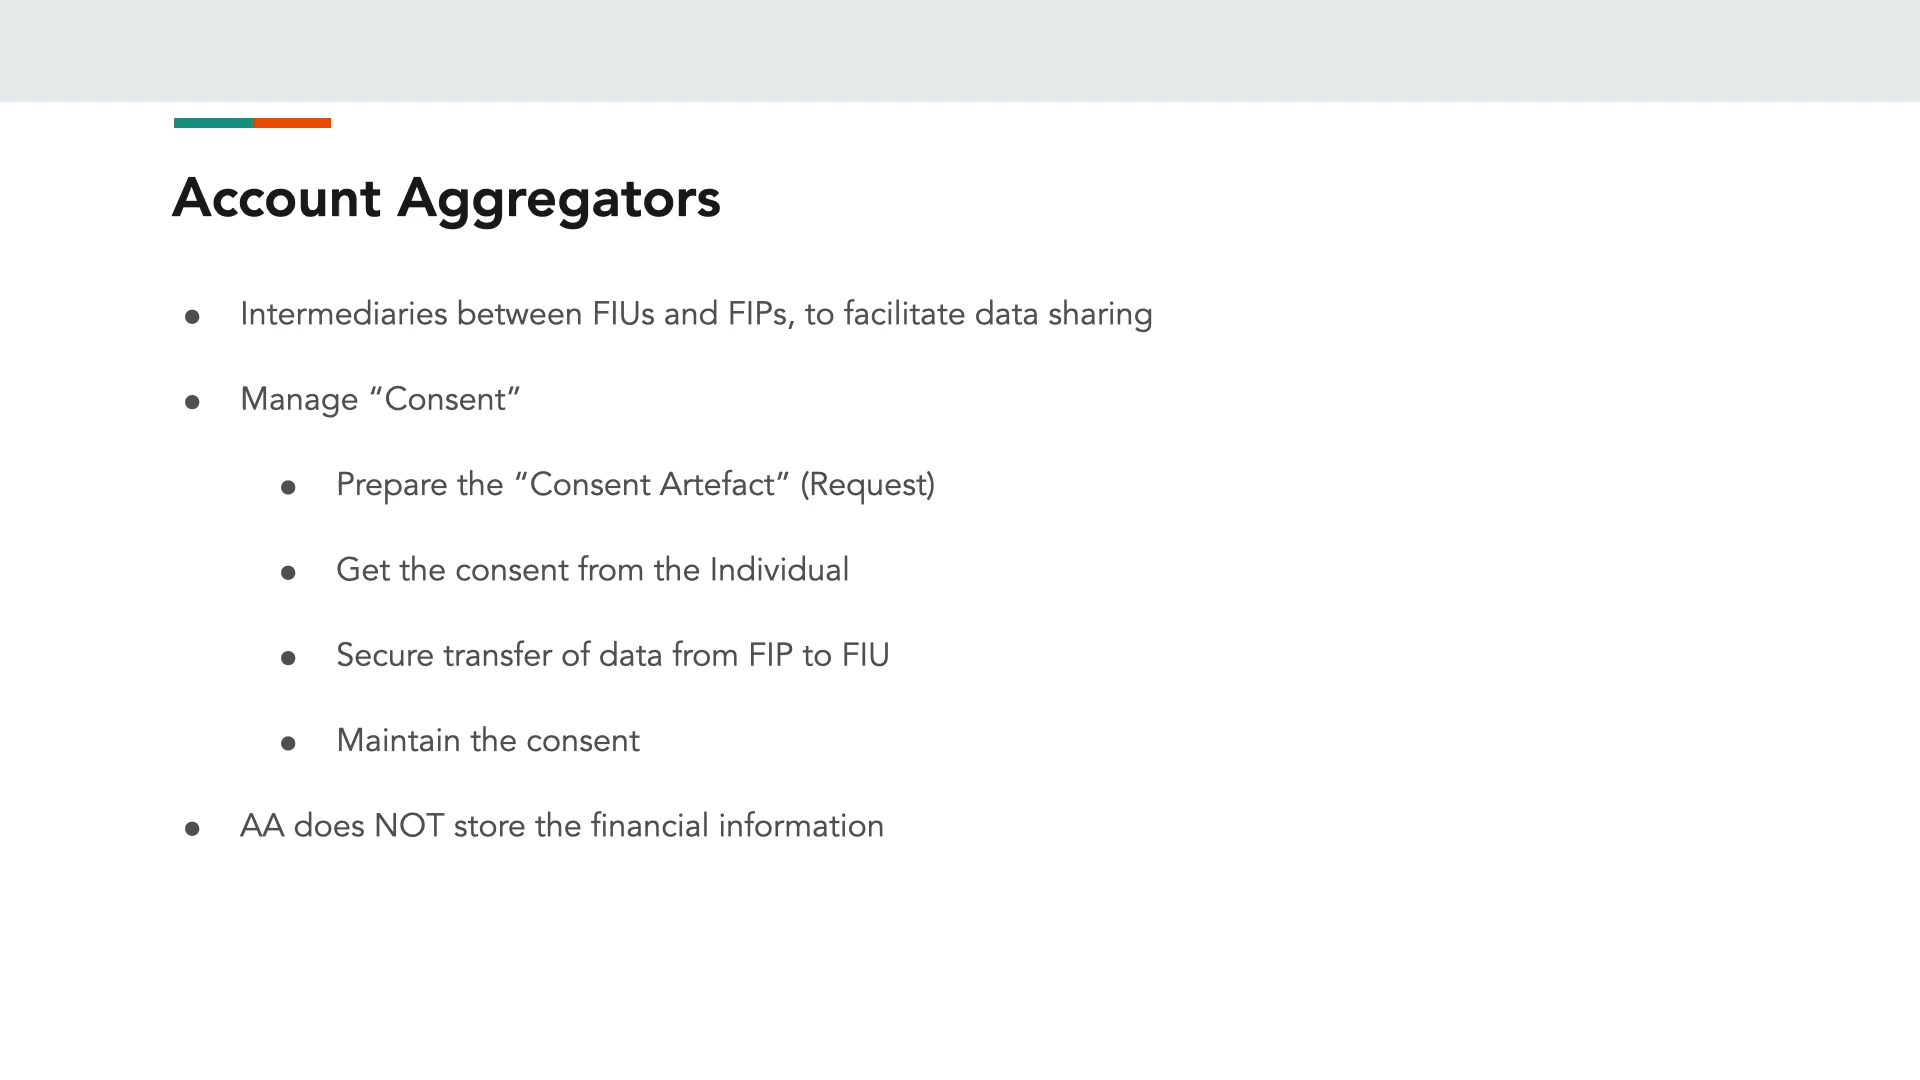 Account Aggregators
● Intermediaries between FIUs and FIPs, to facilitate data sharing
● Manage “Consent”
● Prepare the “Consent Artefact” (Request)
● Get the consent from the Individual
● Secure transfer of data from FIP to FIU
● Maintain the consent
● AA does NOT store the financial information